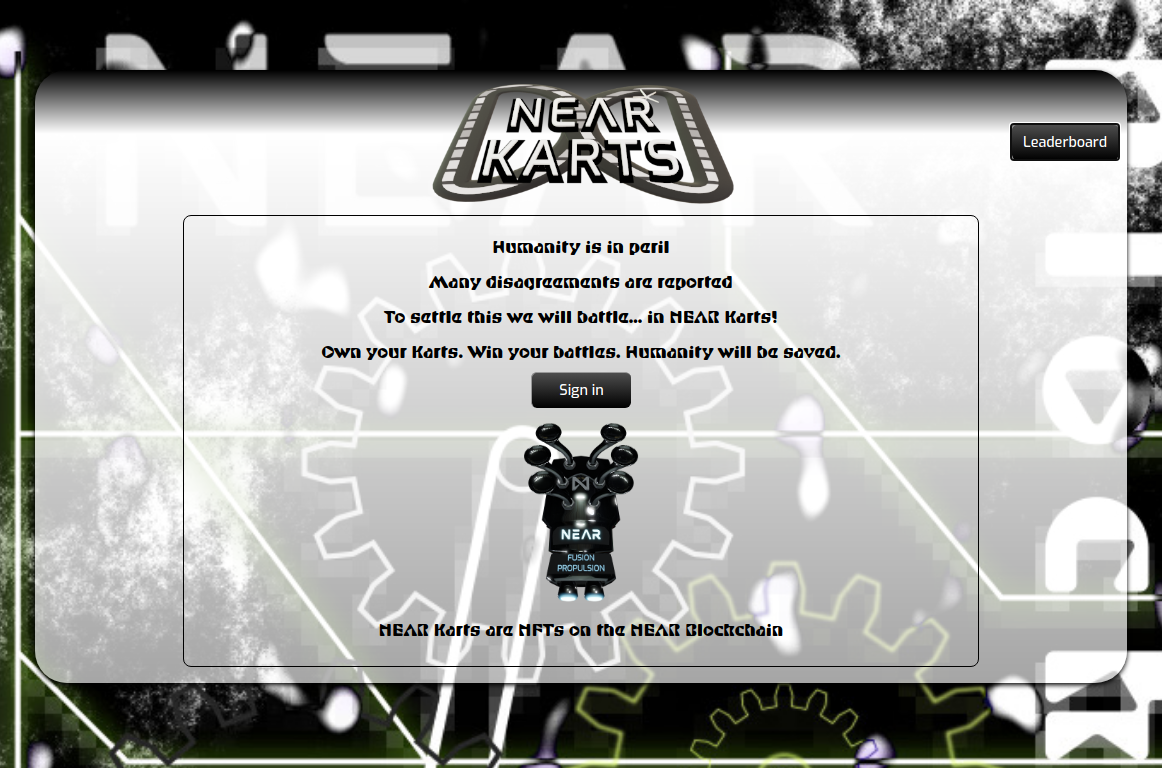 NEAR
NEAR
KARTS
Leaderboard
Humanity is in peril
Many disagreements are reported
To settle this we will battle... in NEAR Karts!
Own your Karts. Win your battles. Humanity will be saved.
Sign in
NEAR
FUSION
PROPULSION
NEAR Karts are NFTs on the NEAR Blockchain